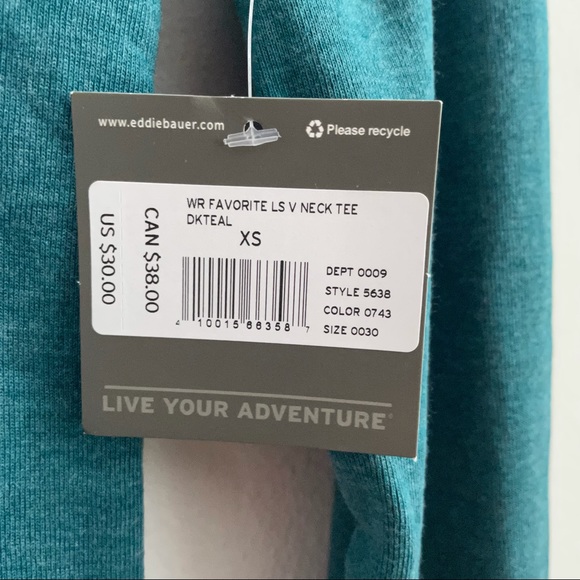 www.eddiebauer.com
Please recycle
US $30.00
CAN $38.00
WR FAVORITE LS V NECK TEE
DKTEAL
XS
DEPT 0009
STYLE 5638
COLOR 0743
SIZE 0030
4 10015 66358 7
LIVE YOUR ADVENTURE®